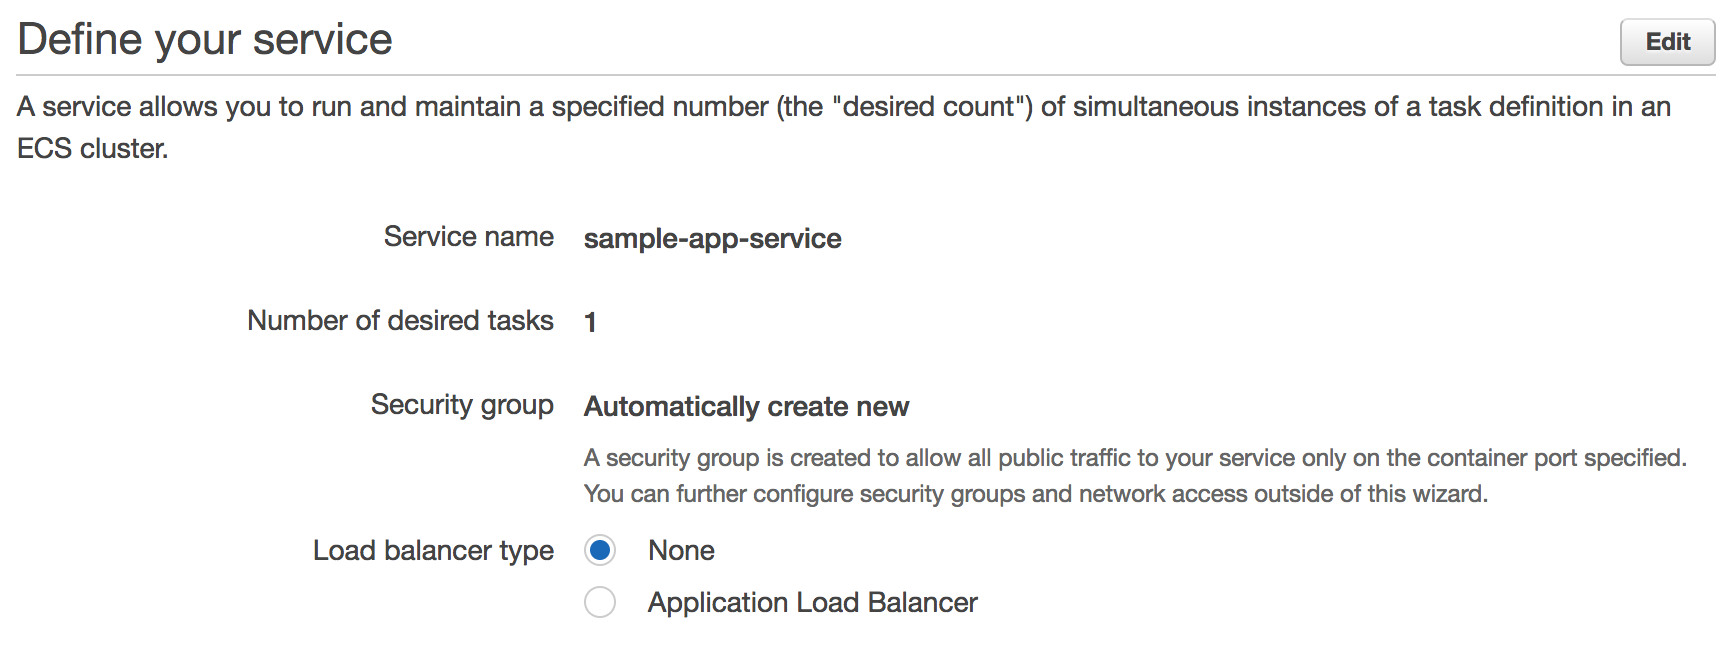 Define your service
Edit
A service allows you to run and maintain a specified number (the "desired count") of simultaneous instances of a task definition in an
ECS cluster.
Service name sample-app-service
Number of desired tasks 1
Security group Automatically create new
A security group is created to allow all public traffic to your service only on the container port specified.
You can further configure security groups and network access outside of this wizard.
Load balancer type None
Application Load Balancer